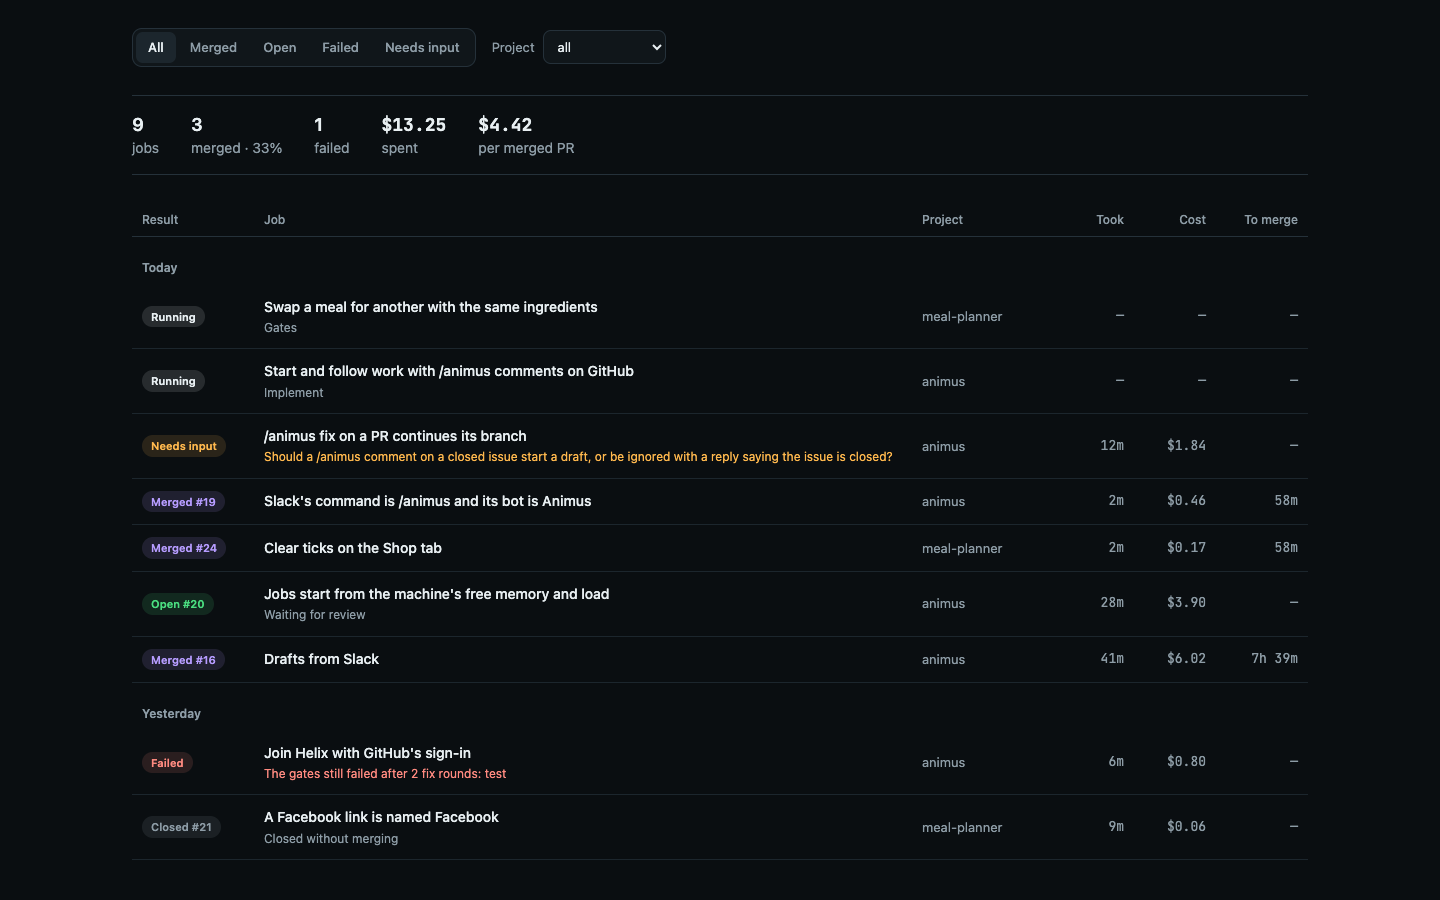 All Merged Open Failed Needs input Project all
9 3 1 $13.25 $4.42
jobs merged · 33% failed spent per merged PR
Result Job Project Took Cost To merge
Today
Swap a meal for another with the same ingredients
Running meal-planner — — —
Gates
Start and follow work with /animus comments on GitHub
Running animus — — —
Implement
/animus fix on a PR continues its branch
Needs input animus 12m $1.84 —
Should a /animus comment on a closed issue start a draft, or be ignored with a reply saying the issue is closed?
Merged #19 Slack's command is /animus and its bot is Animus animus 2m $0.46 58m
Merged #24 Clear ticks on the Shop tab meal-planner 2m $0.17 58m
Jobs start from the machine's free memory and load
Open #20 animus 28m $3.90 —
Waiting for review
Merged #16 Drafts from Slack animus 41m $6.02 7h 39m
Yesterday
Join Helix with GitHub's sign-in
Failed animus 6m $0.80 —
The gates still failed after 2 fix rounds: test
A Facebook link is named Facebook
Closed #21 meal-planner 9m $0.06 —
Closed without merging